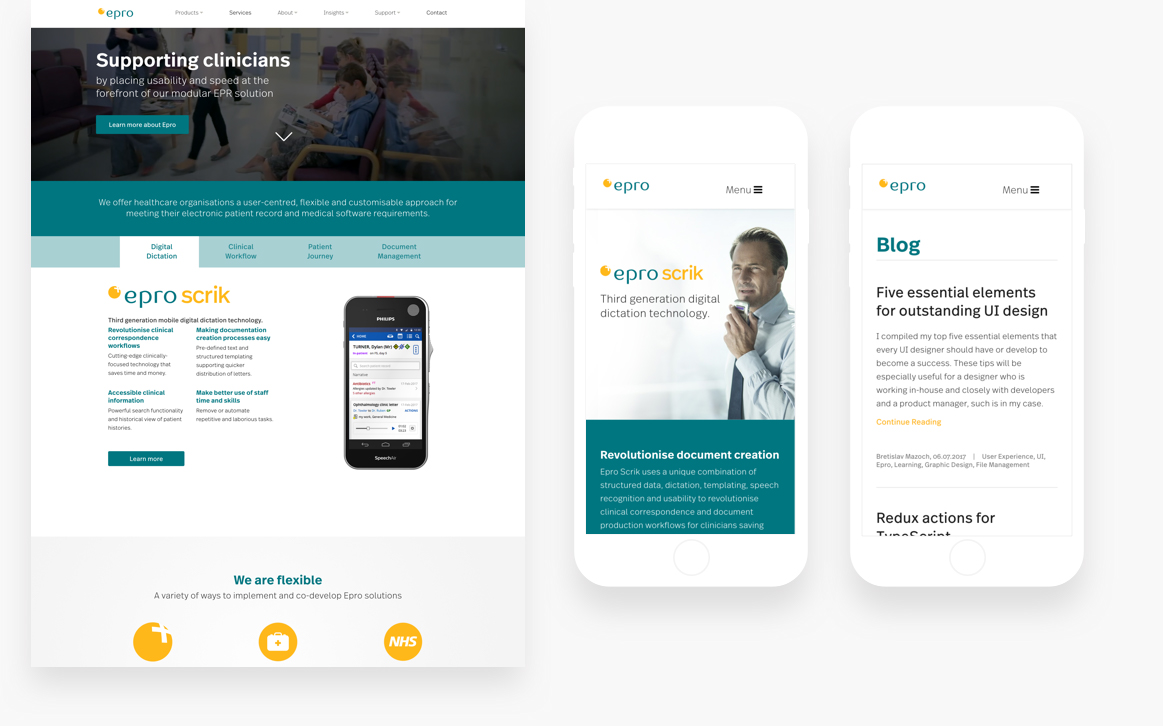 epro
Products
Services
About
Insights
Support
Contact
Supporting clinicians
by placing usability and speed at the
forefront of our modular EPR solution
Learn more about Epro
We offer healthcare organisations a user-centred, flexible and customisable approach for
meeting their electronic patient record and medical software requirements.
Digital
Dictation
Clinical
Workflow
Patient
Journey
Document
Management
epro scrik
Third generation mobile digital dictation technology.
Revolutionise clinical
correspondence
workflows
Cutting-edge clinically-
focused technology that
saves time and money.
Making documentation
creation processes easy
Pre-defined text and
structured templating
supporting quicker
distribution of letters.
Accessible clinical
information
Powerful search functionality
and historical view of patient
histories.
Make better use of staff
time and skills
Remove or automate
repetitive and labonous tasks.
Learn more
PHILIPS
HOME
TURNER, Dylan (Mr)
Timeline
Antibiotics
Ophthalmology clinic letter
ACTIONS
SpeechAir
We are flexible
A variety of ways to implement and co-develop Epro solutions
NHS
epro
Menu
epro scrik
Third generation digital
dictation technology.
Revolutionise document creation
Epro Scrik uses a unique combination of
structured data, dictation, templating, speech
recognition and usability to revolutionise
clinical correspondence and document
production workflows for clinicians saving
epro
Menu
Blog
Five essential elements
for outstanding UI design
I compiled my top five essential elements that
every UI designer should have or develop to
become a success. These tips will be
especially useful for a designer who is
working in-house and closely with developers
and a product manager, such is in my case.
Continue Reading
Bretislav Mazoch, 06.07.2017 | User Experience, UI,
Epro, Learning, Graphic Design, File Management
Redux actions for
TypeScript